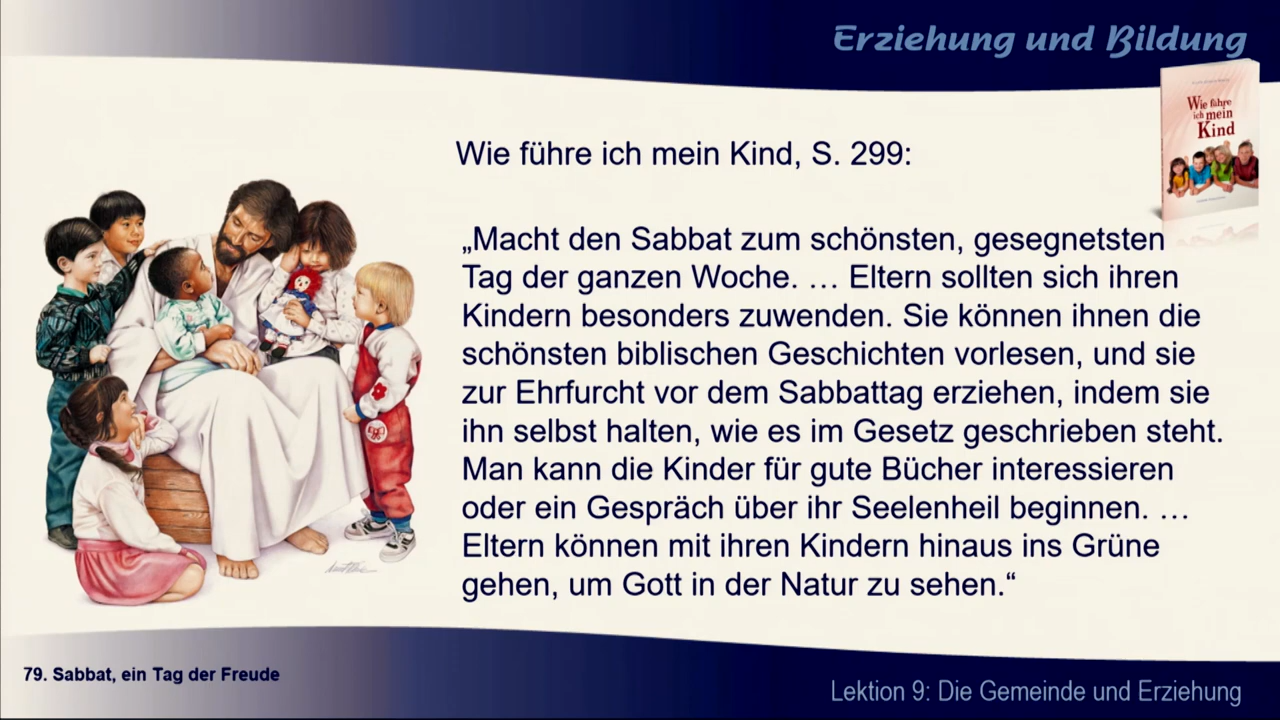 Erziehung und Bildung
Wie führe
ich mein
Kind
Wie führe ich mein Kind, S. 299:
„Macht den Sabbat zum schönsten, gesegnetsten
Tag der ganzen Woche. … Eltern sollten sich ihren
Kindern besonders zuwenden. Sie können ihnen die
schönsten biblischen Geschichten vorlesen, und sie
zur Ehrfurcht vor dem Sabbattag erziehen, indem sie
ihn selbst halten, wie es im Gesetz geschrieben steht.
Man kann die Kinder für gute Bücher interessieren
oder ein Gespräch über ihr Seelenheil beginnen. …
Eltern können mit ihren Kindern hinaus ins Grüne
gehen, um Gott in der Natur zu sehen.“
79. Sabbat, ein Tag der Freude
Lektion 9: Die Gemeinde und Erziehung